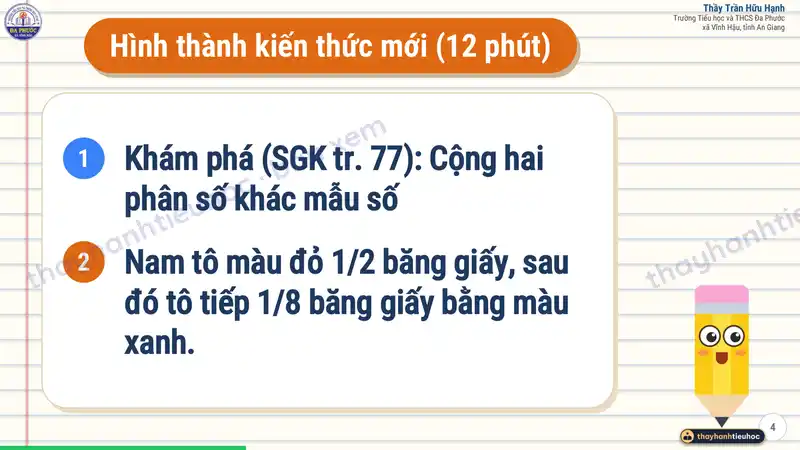 Thầy Trần Hữu Hạnh
Trường Tiểu học và THCS Đa Phước
xã Vĩnh Hậu, tỉnh An Giang
ĐA PHƯỚC
Hình thành kiến thức mới (12 phút)
1
Khám phá (SGK tr. 77): Cộng hai
phân số khác mẫu số
2
Nam tô màu đỏ 1/2 băng giấy, sau
đó tô tiếp 1/8 băng giấy bằng màu
xanh.
4
thayhanhtieuhoc